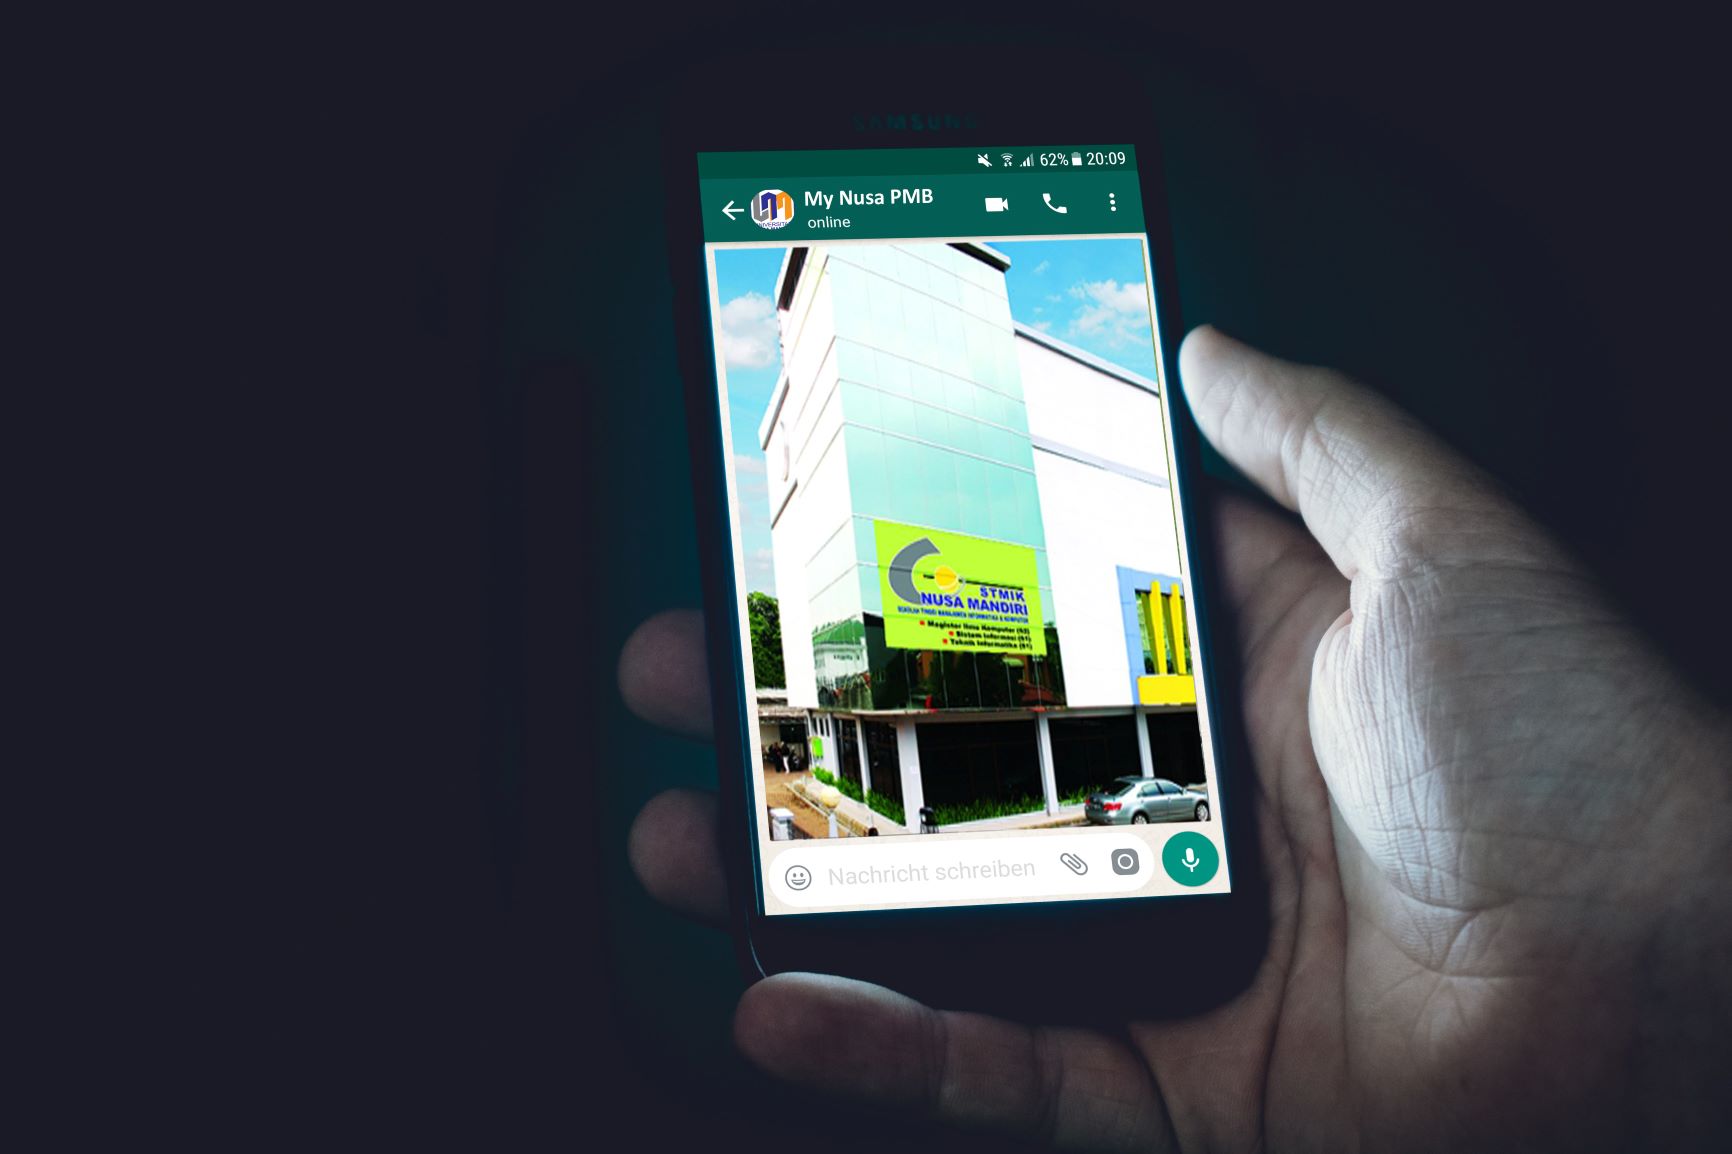 SAMSUNG
62% 20:09
My Nusa PMB
online
STMIK
NUSA MANDIRI
SEKOLAH TINGGI MANAJEMEN INFORMATIKA & KOMPUTER
Magister Ilmu Komputer (S2)
Sistem Informasi (S1)
Teknik Informatika (S1)
Nachricht schreiben